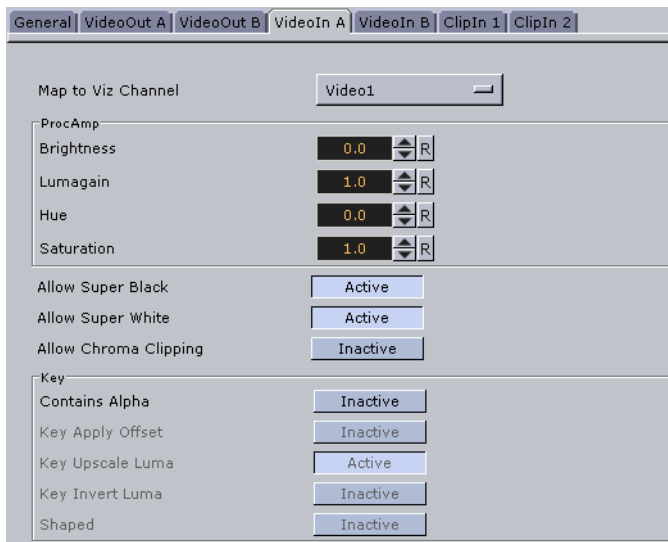 General VideoOut A VideoOut B VideoIn A VideoIn B ClipIn 1 ClipIn 2
Map to Viz Channel Video1
ProcAmp
Brightness 0.0 R
Lumagain 1.0 R
Hue 0.0 R
Saturation 1.0 R
Allow Super Black Active
Allow Super White Active
Allow Chroma Clipping Inactive
Key
Contains Alpha Inactive
Key Apply Offset Inactive
Key Upscale Luma Active
Key Invert Luma Inactive
Shaped Inactive